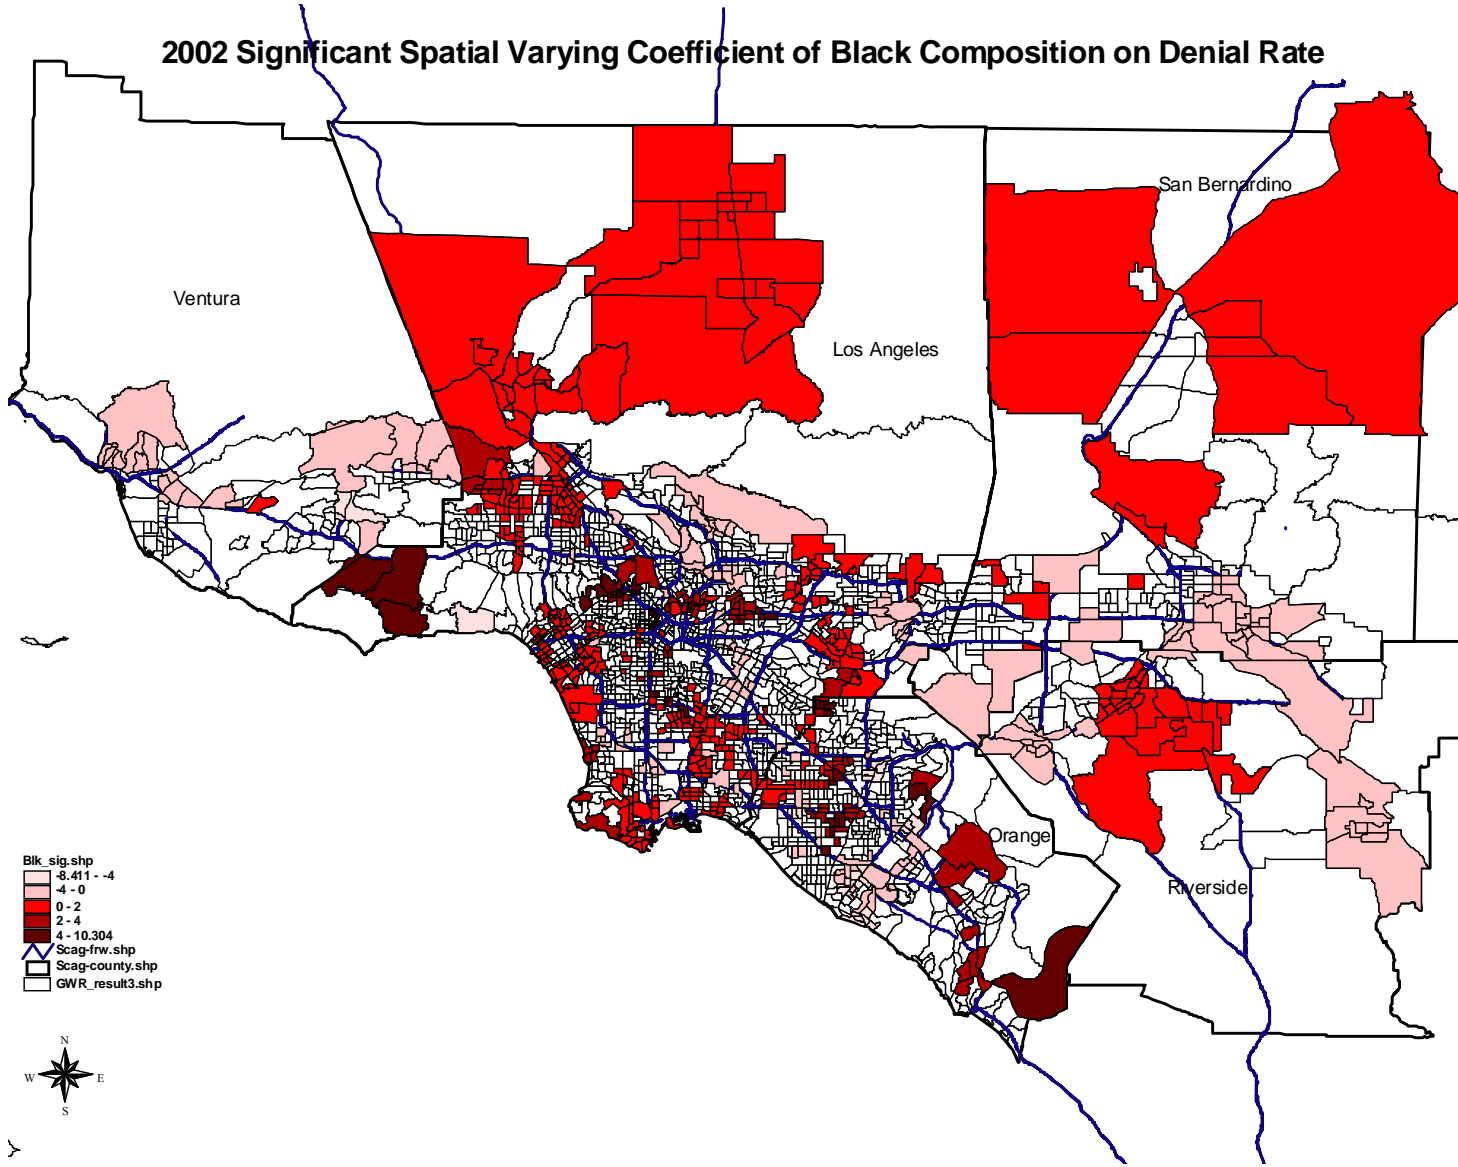 2002 Significant Spatial Varying Coefficient of Black Composition on Denial Rate
San Bernardino
Ventura
Los Angeles
Orange
Riverside
Blk_sig.shp
-8.411 - -4
-4 - 0
0 - 2
2 - 4
4 - 10.304
Scag-frw.shp
Scag-county.shp
GWR_result3.shp
N
W E
S